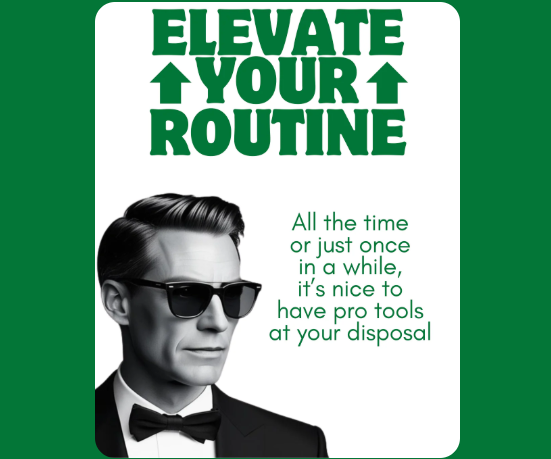 ELEVATE
YOUR
ROUTINE
All the time
or just once
in a while,
it’s nice to
have pro tools
at your disposal